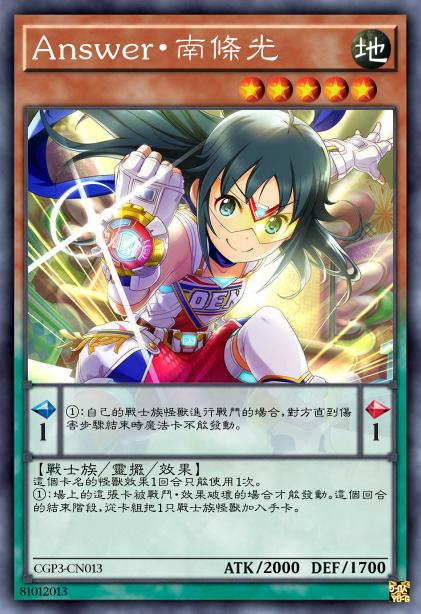 Answer·南條光
地
OEN
1
①:自己的戰士族怪獸進行戰鬥的場合,對方直到傷
害步驟結束時魔法卡不能發動。
1
【戰士族/靈擺/效果】
這個卡名的怪獸效果1回合只能使用1次。
①:場上的這張卡被戰鬥·效果破壞的場合才能發動。這個回合
的結束階段,從卡組把1只戰士族怪獸加入手卡。
CGP3-CN013
ATK/2000 DEF/1700
81012013